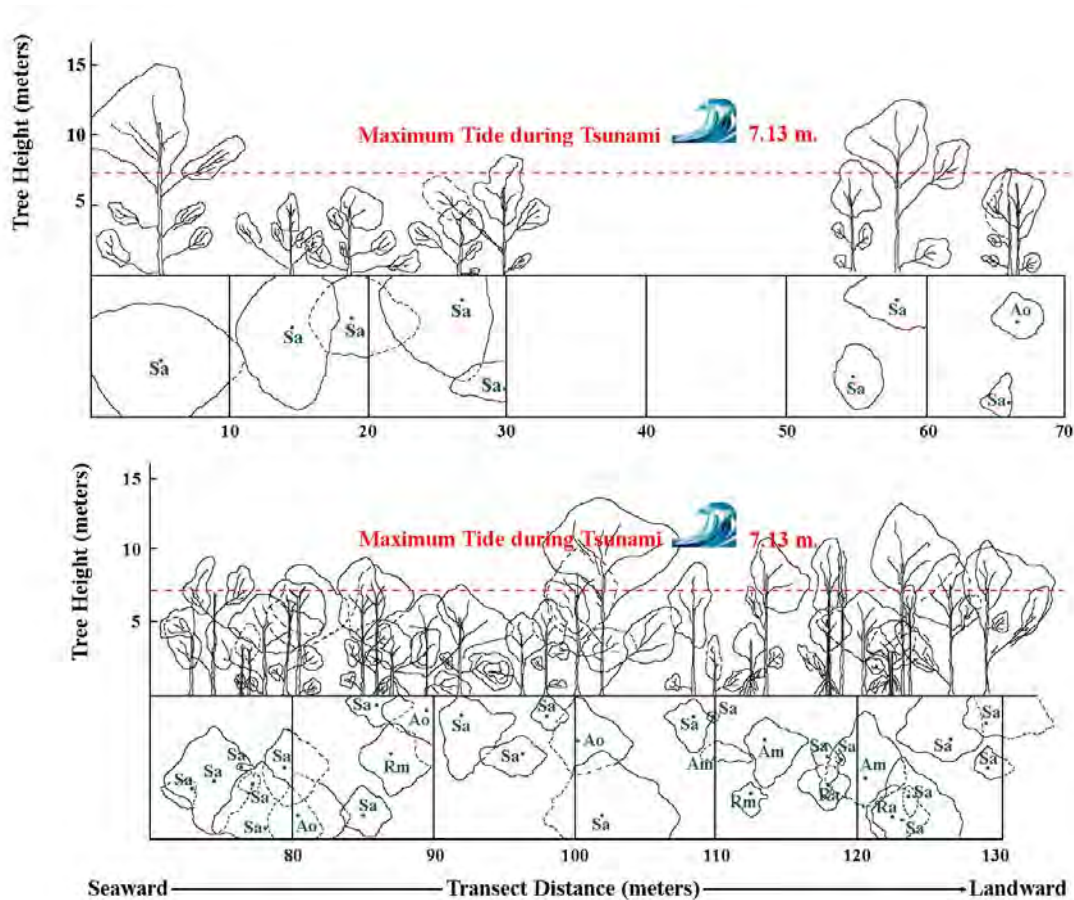 Tree Height (meters)
15
10
5
Maximum Tide during Tsunami 7.13 m.
Sa Sa Sa Sa Sa Sa Sa Ao Sa
10 20 30 40 50 60 70
Tree Height (meters)
15
10
5
Maximum Tide during Tsunami 7.13 m.
Sa Ao Sa Sa Sa Sa Sa
Sa Sa Sa Sa Rm Sa Ao Am Am Sa Sa Am Sa Sa
Sa Rm Ra Ra Sa
Sa Ao Sa Sa Sa
80 90 100 110 120 130
Seaward Transect Distance (meters) Landward